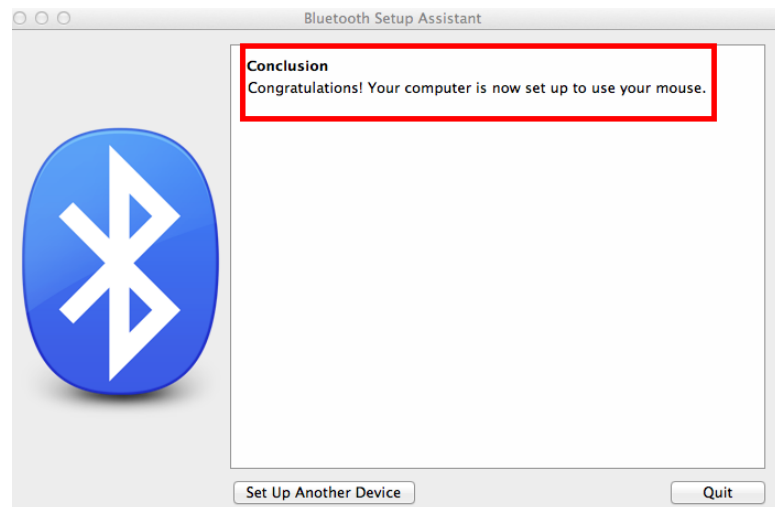 Bluetooth Setup Assistant
Conclusion
Congratulations! Your computer is now set up to use your mouse.
Set Up Another Device
Quit